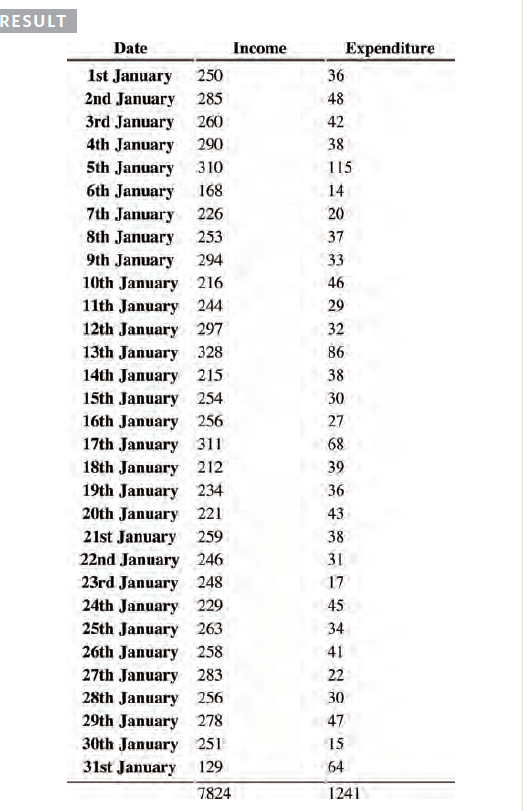 RESULT
Date Income Expenditure
1st January 250 36
2nd January 285 48
3rd January 260 42
4th January 290 38
5th January 310 115
6th January 168 14
7th January 226 20
8th January 253 37
9th January 294 33
10th January 216 46
11th January 244 29
12th January 297 32
13th January 328 86
14th January 215 38
15th January 254 30
16th January 256 27
17th January 311 68
18th January 212 39
19th January 234 36
20th January 221 43
21st January 259 38
22nd January 246 31
23rd January 248 17
24th January 229 45
25th January 263 34
26th January 258 41
27th January 283 22
28th January 256 30
29th January 278 47
30th January 251 15
31st January 129 64
7824 1241